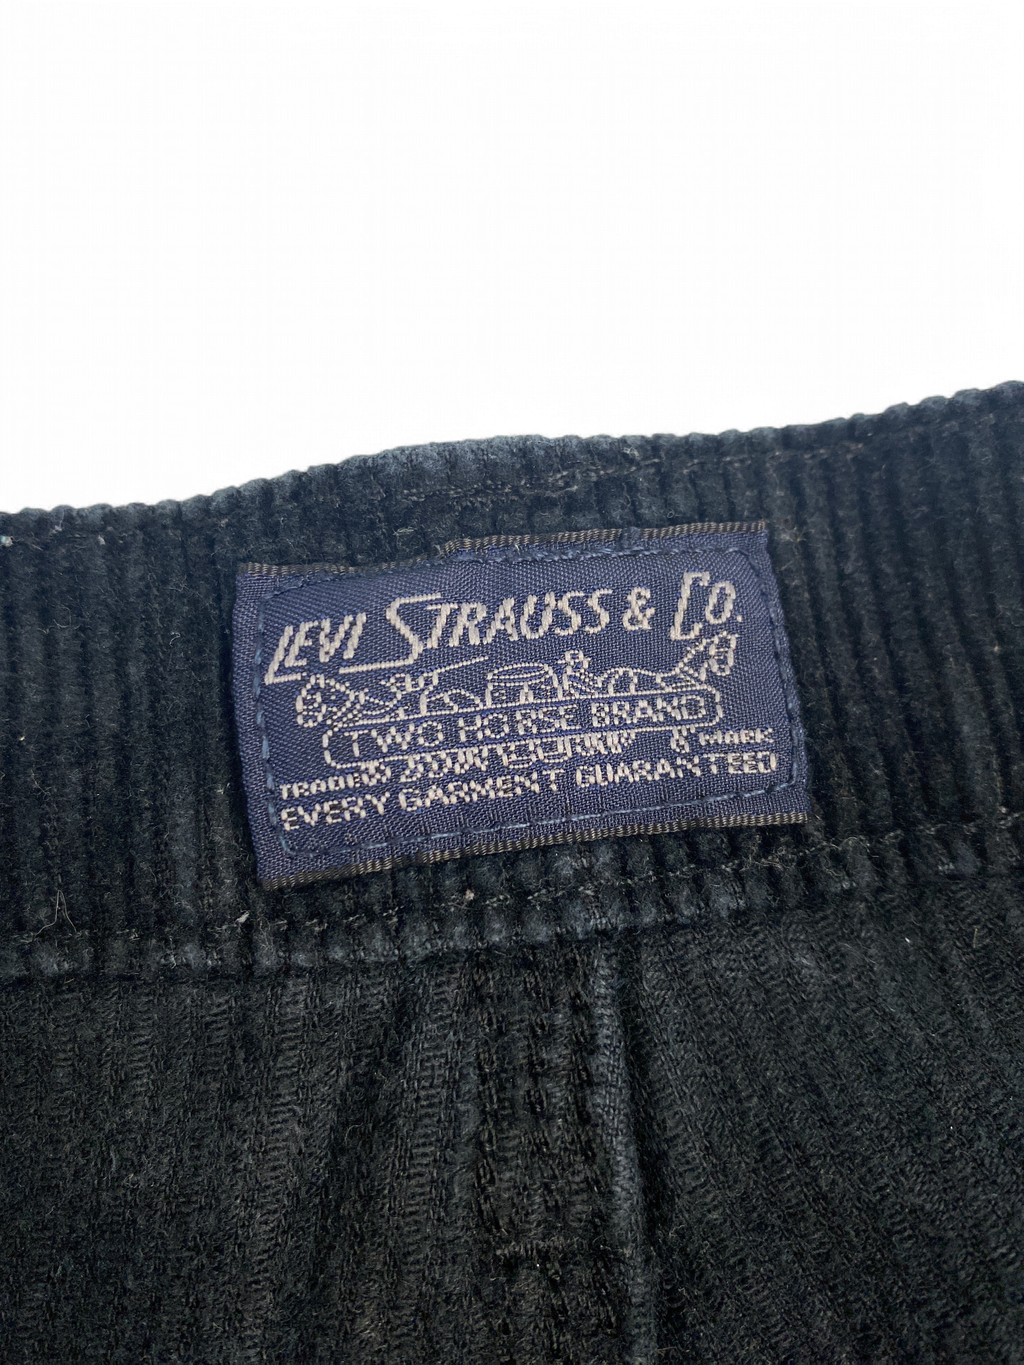 LEVI STRAUSS & CO.
TWO HORSE BRAND
EVERY GARMENT GUARANTEED